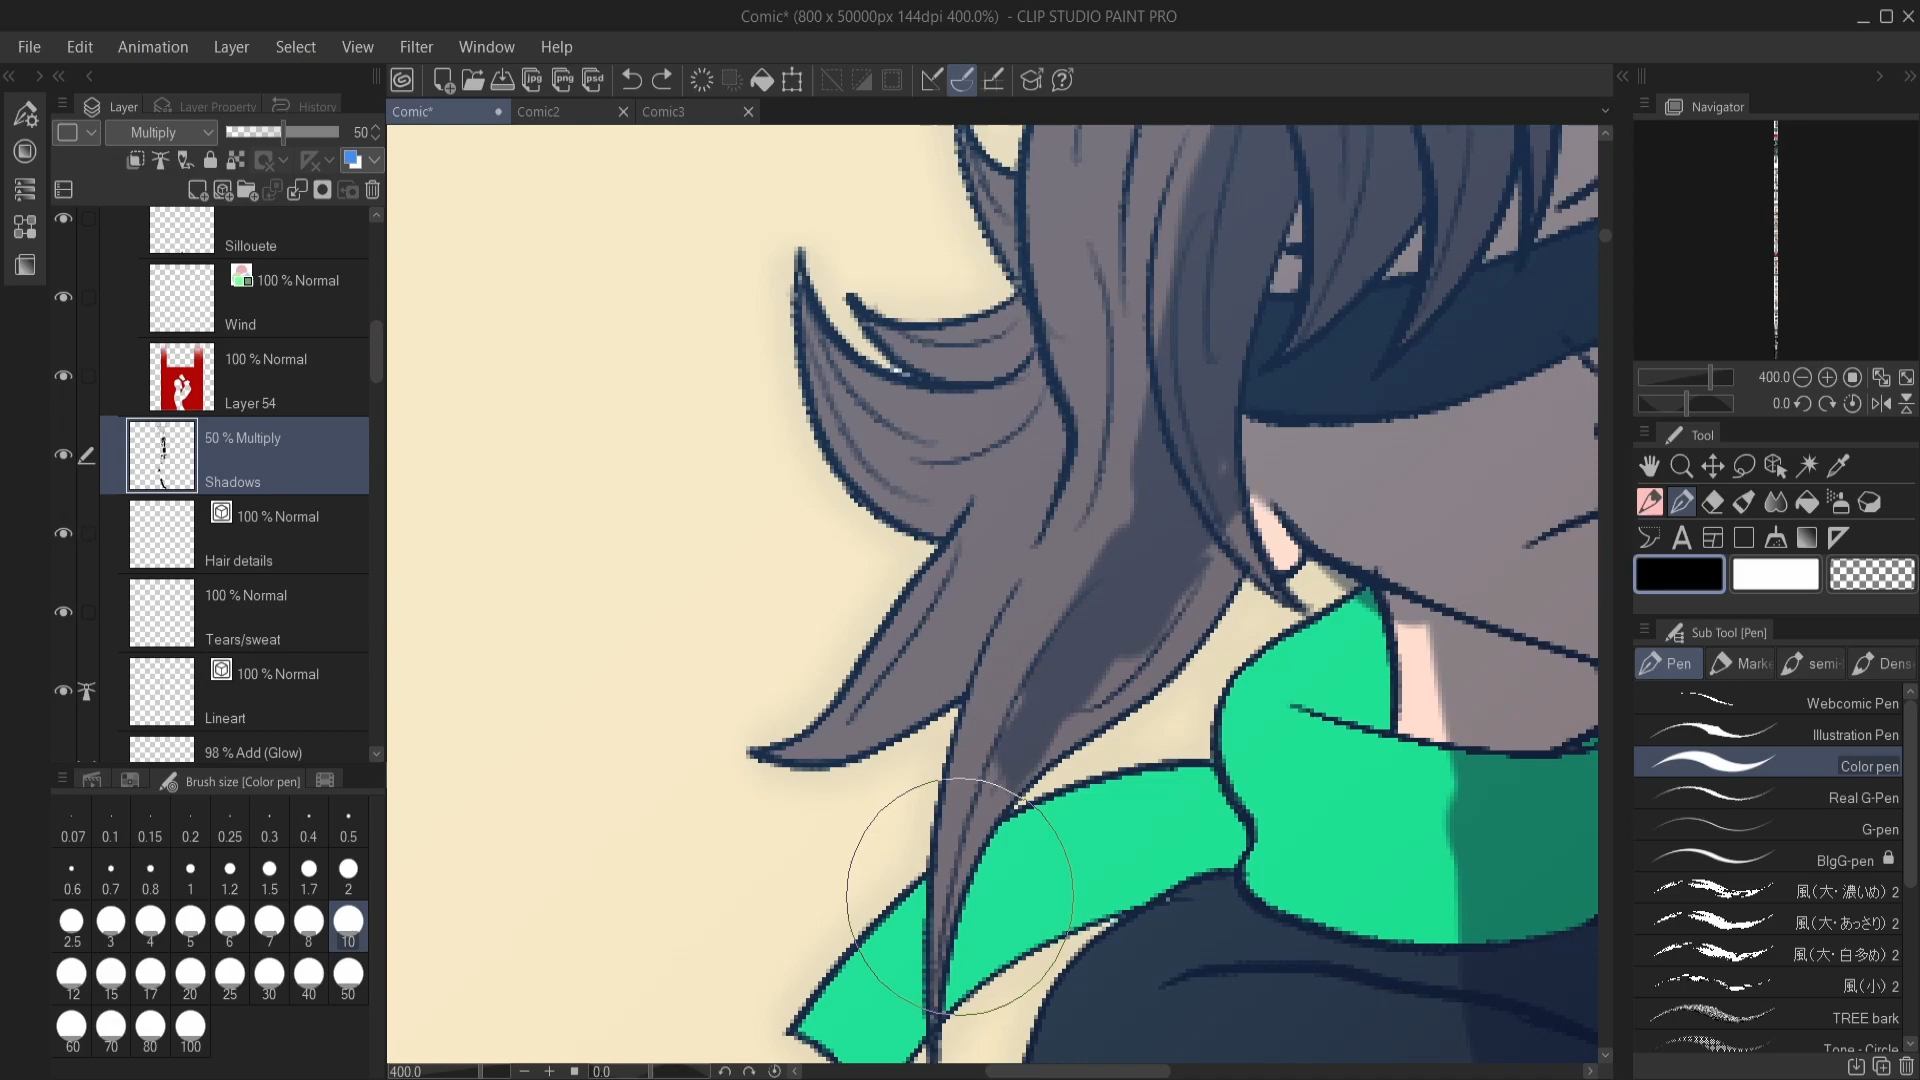 Comic* (800 x 50000px 144dpi 400.0%) - CLIP STUDIO PAINT PRO
File Edit Animation Layer Select View Filter Window Help
Layer Layer Property History
Comic* Comic2 Comic3
Navigator
Multiply 50
Sillouete
100 % Normal
Wind
100 % Normal
Layer 54
50 % Multiply
Shadows
100 % Normal
Hair details
100 % Normal
Tears/sweat
100 % Normal
Lineart
98 % Add (Glow)
Brush size [Color pen]
0.07 0.1 0.15 0.2 0.25 0.3 0.4 0.5
0.6 0.7 0.8 1 1.2 1.5 1.7 2
2.5 3 4 5 6 7 8 10
12 15 17 20 25 30 40 50
60 70 80 100
400.0 0.0
400.0
0.0
Tool
Sub Tool [Pen]
Pen Marke semi- Dens
Webcomic Pen
Illustration Pen
Color pen
Real G-Pen
G-pen
BIgG-pen
風(大・濃いめ) 2
風(大・あっさり) 2
風(大・白多め) 2
風(小) 2
TREE bark
Tone - Circle